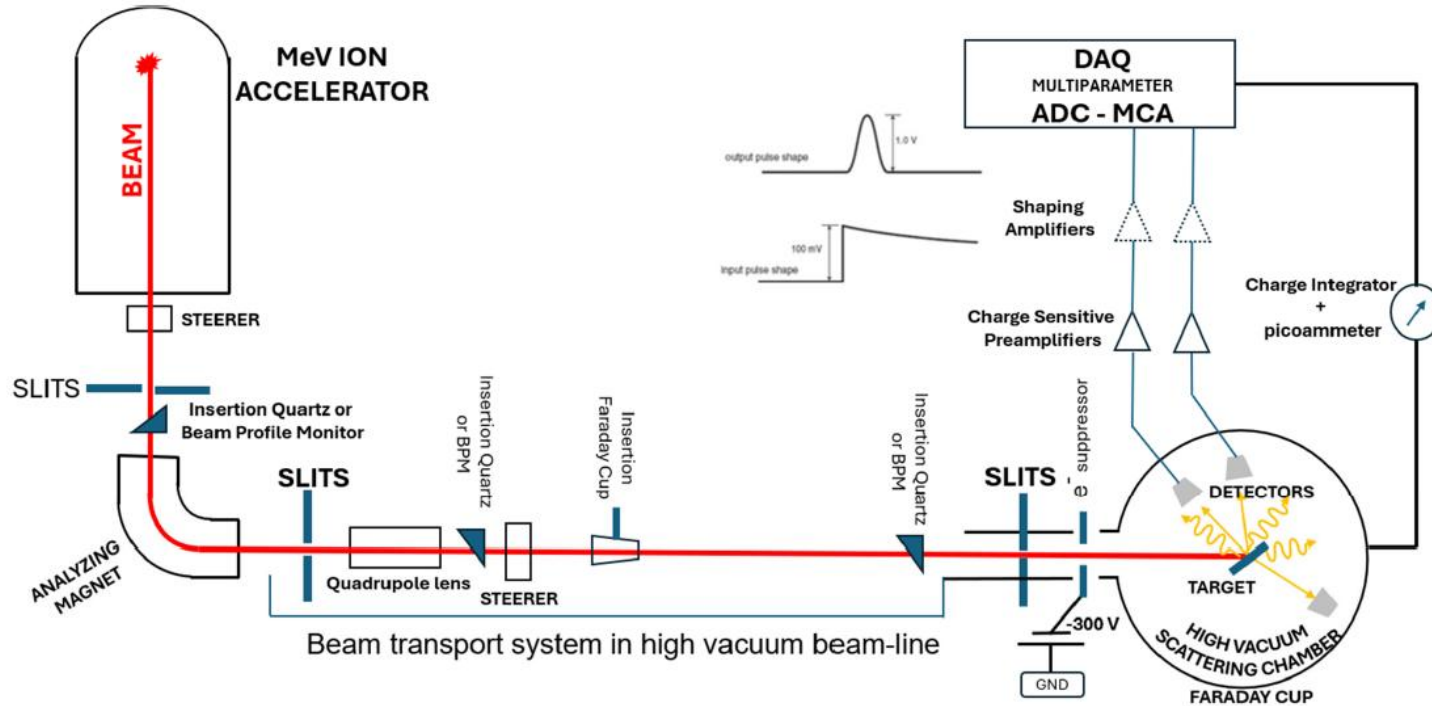 MeV ION
ACCELERATOR
BEAM
STEERER
SLITS
Insertion Quartz or
Beam Profile Monitor
ANALYZING
MAGNET
SLITS
Quadrupole lens
Insertion Quartz
or BPM
STEERER
Insertion
Faraday Cup
Insertion Quartz
or BPM
SLITS
e- suppressor
-300 V
GND
Beam transport system in high vacuum beam-line
output pulse shape
1.0 V
input pulse shape
100 mV
DAQ
MULTIPARAMETER
ADC - MCA
Shaping
Amplifiers
Charge Sensitive
Preamplifiers
Charge Integrator
+
picoammeter
DETECTORS
TARGET
HIGH VACUUM
SCATTERING CHAMBER
FARADAY CUP